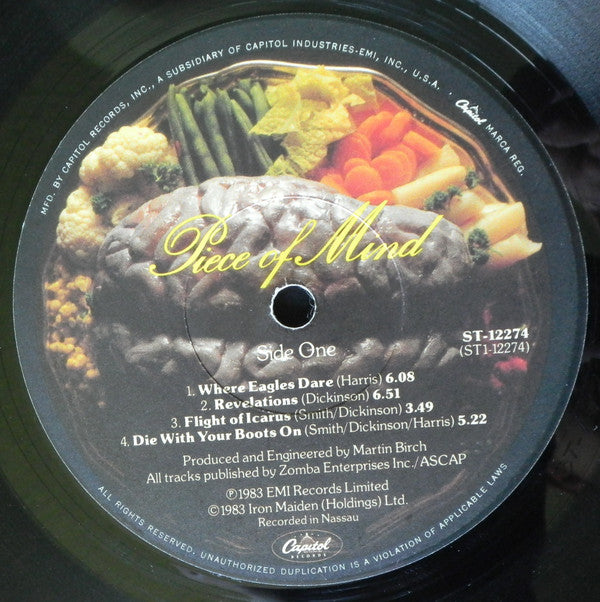 MFD. BY CAPITOL RECORDS, INC., A SUBSIDIARY OF CAPITOL INDUSTRIES-EMI, INC., U.S.A. · Capitol MARCA REG.
Piece of Mind
Side One
ST-12274
(ST1-12274)
1. Where Eagles Dare (Harris) 6.08
2. Revelations (Dickinson) 6.51
3. Flight of Icarus (Smith/Dickinson) 3.49
4. Die With Your Boots On (Smith/Dickinson/Harris) 5.22
Produced and Engineered by Martin Birch
All tracks published by Zomba Enterprises Inc./ASCAP
℗1983 EMI Records Limited
©1983 Iron Maiden (Holdings) Ltd.
Recorded in Nassau
Capitol
RECORDS
ALL RIGHTS RESERVED, UNAUTHORIZED DUPLICATION IS A VIOLATION OF APPLICABLE LAWS